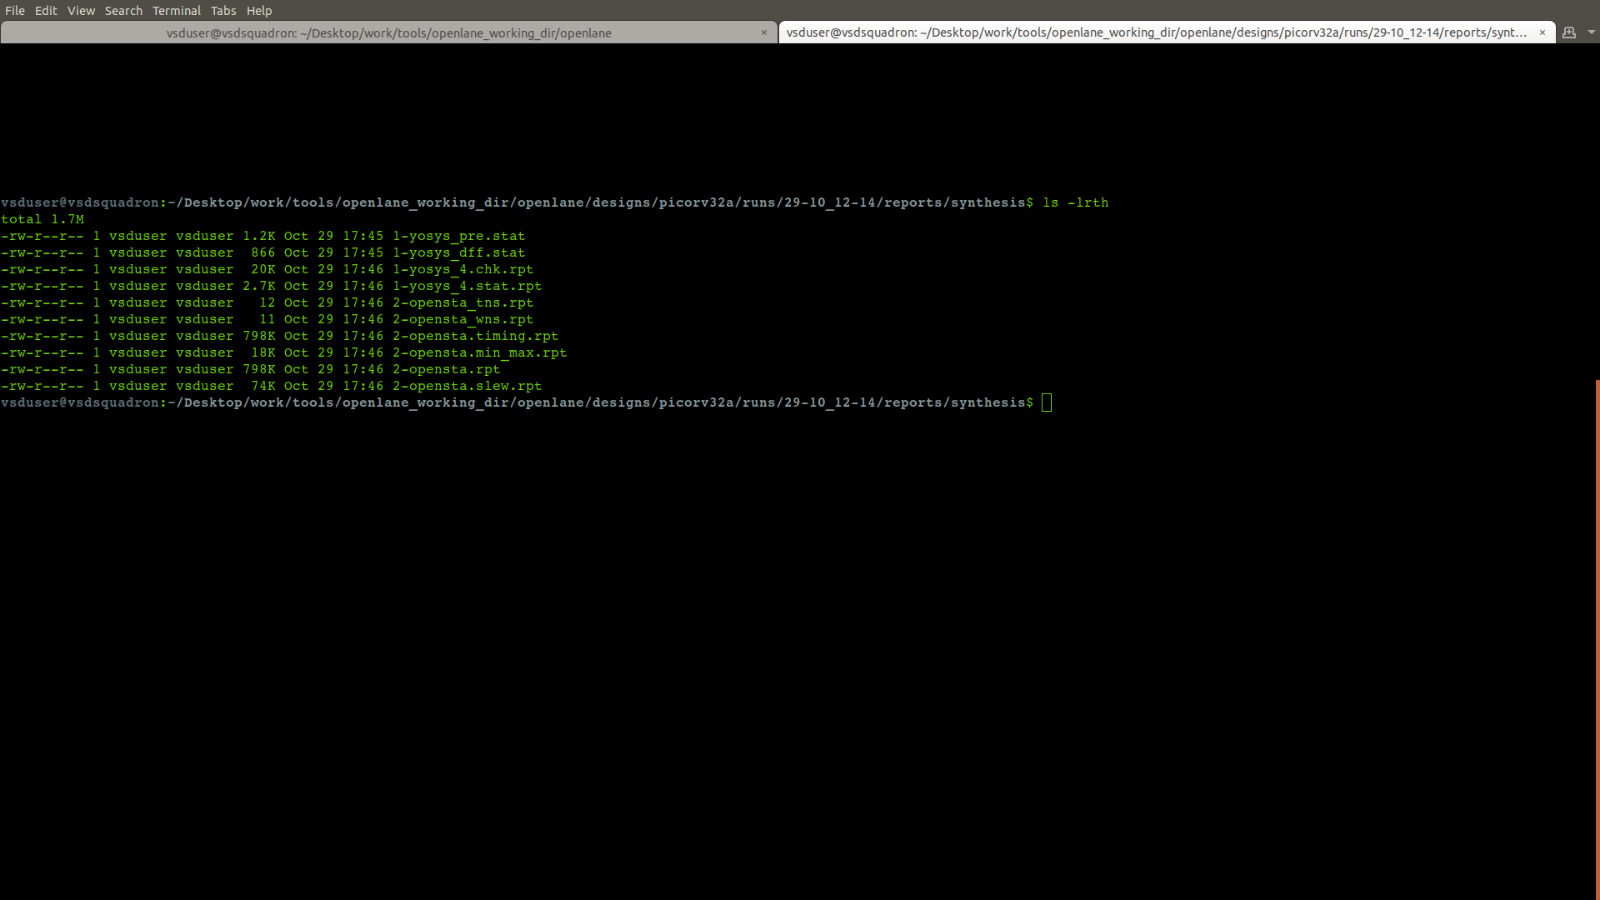 File Edit View Search Terminal Tabs Help
vsduser@vsdsquadron: ~/Desktop/work/tools/openlane_working_dir/openlane × vsduser@vsdsquadron: ~/Desktop/work/tools/openlane_working_dir/openlane/designs/picorv32a/runs/29-10_12-14/reports/synt... ×
vsduser@vsdsquadron:~/Desktop/work/tools/openlane_working_dir/openlane/designs/picorv32a/runs/29-10_12-14/reports/synthesis$ ls -lrth
total 1.7M
-rw-r--r-- 1 vsduser vsduser 1.2K Oct 29 17:45 1-yosys_pre.stat
-rw-r--r-- 1 vsduser vsduser  866 Oct 29 17:45 1-yosys_dff.stat
-rw-r--r-- 1 vsduser vsduser  20K Oct 29 17:46 1-yosys_4.chk.rpt
-rw-r--r-- 1 vsduser vsduser 2.7K Oct 29 17:46 1-yosys_4.stat.rpt
-rw-r--r-- 1 vsduser vsduser   12 Oct 29 17:46 2-opensta_tns.rpt
-rw-r--r-- 1 vsduser vsduser   11 Oct 29 17:46 2-opensta_wns.rpt
-rw-r--r-- 1 vsduser vsduser 798K Oct 29 17:46 2-opensta.timing.rpt
-rw-r--r-- 1 vsduser vsduser  18K Oct 29 17:46 2-opensta.min_max.rpt
-rw-r--r-- 1 vsduser vsduser 798K Oct 29 17:46 2-opensta.rpt
-rw-r--r-- 1 vsduser vsduser  74K Oct 29 17:46 2-opensta.slew.rpt
vsduser@vsdsquadron:~/Desktop/work/tools/openlane_working_dir/openlane/designs/picorv32a/runs/29-10_12-14/reports/synthesis$